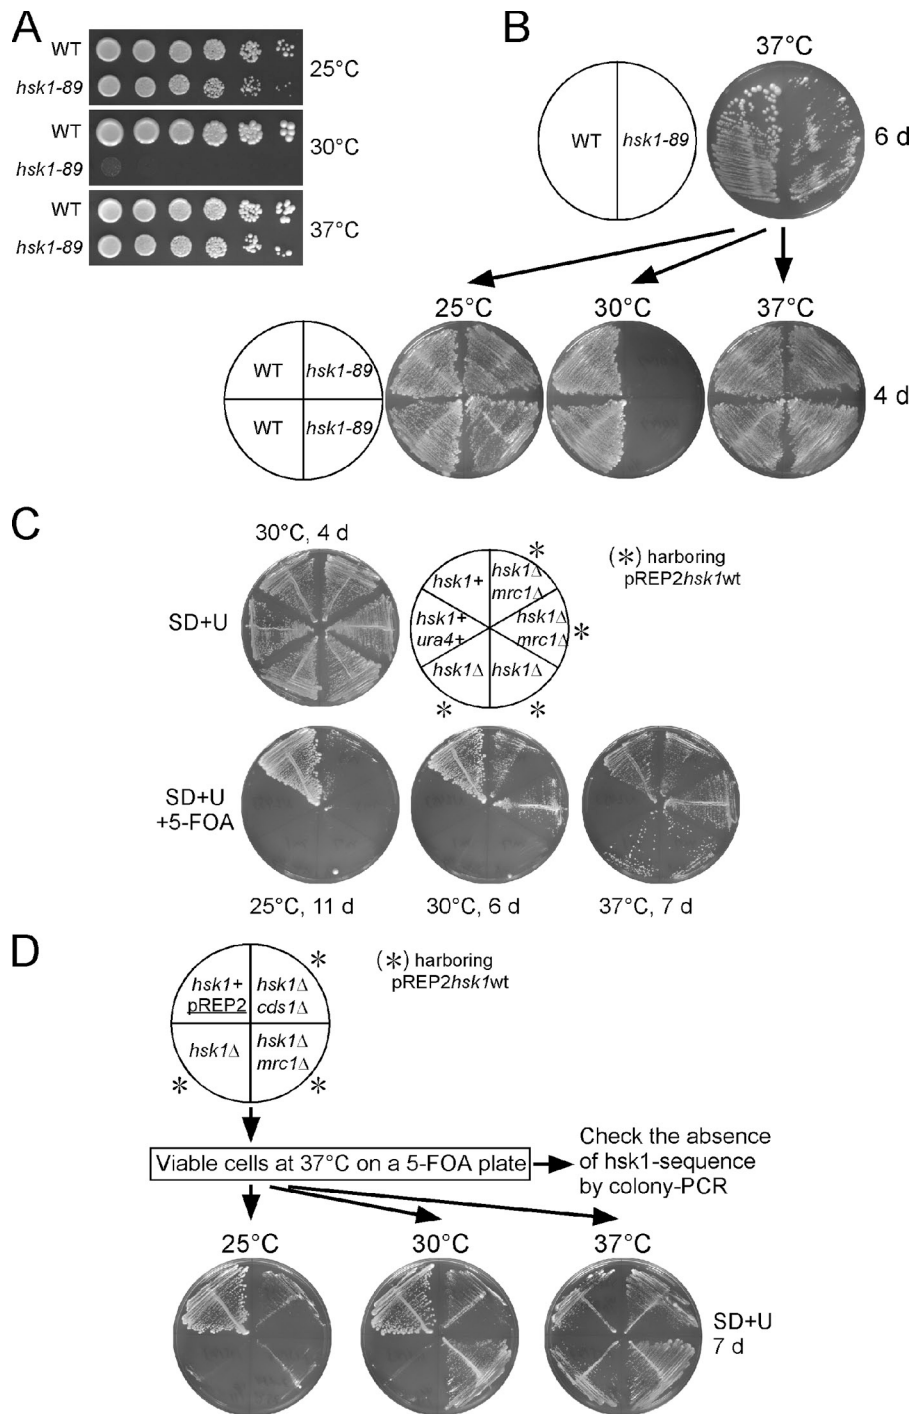 A
WT
hsk1-89
25°C
WT
hsk1-89
30°C
WT
hsk1-89
37°C
B
37°C
WT
hsk1-89
6 d
25°C
30°C
37°C
WT
hsk1-89
WT
hsk1-89
4 d
C
30°C, 4 d
SD+U
hsk1+
hsk1Δ
mrc1Δ
*
hsk1+
ura4+
hsk1Δ
mrc1Δ
*
hsk1Δ
hsk1Δ
*
*
(*) harboring
pREP2hsk1wt
SD+U
+5-FOA
25°C, 11 d
30°C, 6 d
37°C, 7 d
D
hsk1+
pREP2
hsk1Δ
cds1Δ
*
hsk1Δ
hsk1Δ
mrc1Δ
*
*
(*) harboring
pREP2hsk1wt
Viable cells at 37°C on a 5-FOA plate
Check the absence
of hsk1-sequence
by colony-PCR
25°C
30°C
37°C
SD+U
7 d